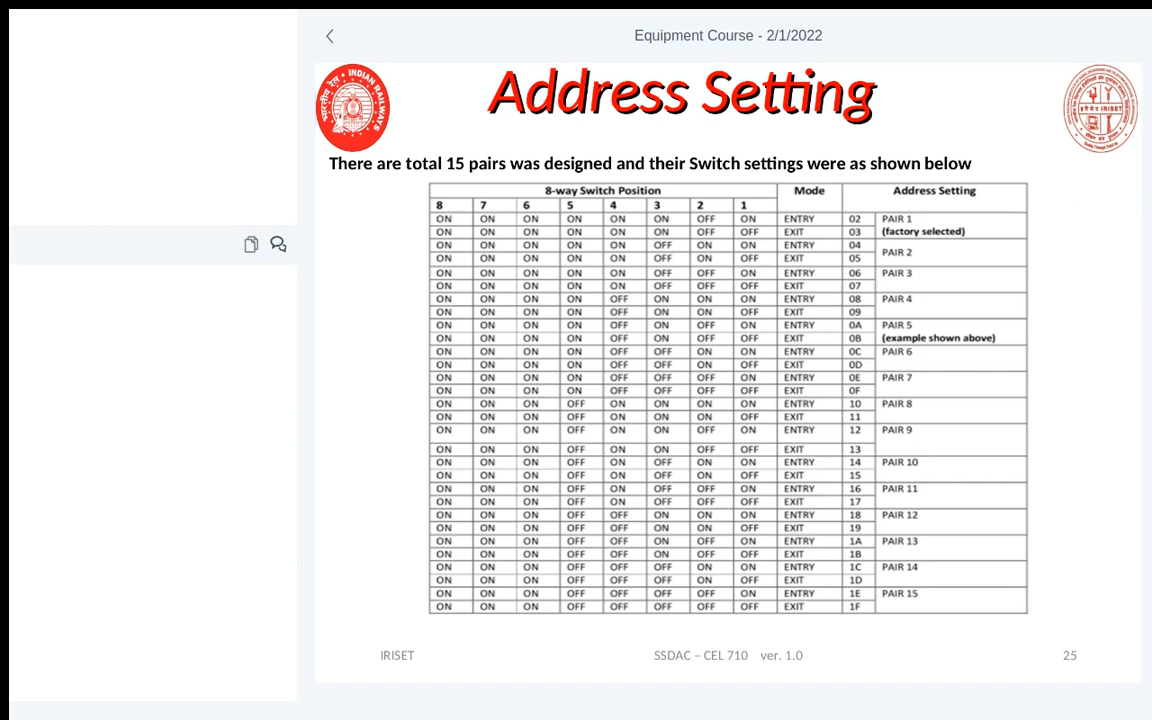 Equipment Course - 2/1/2022
Address Setting
भारतीय रेल • INDIAN RAILWAYS
इरिसेट IRISET
There are total 15 pairs was designed and their Switch settings were as shown below
8-way Switch Position Mode Address Setting
8 7 6 5 4 3 2 1
ON ON ON ON ON ON OFF ON ENTRY 02 PAIR 1
ON ON ON ON ON ON OFF OFF EXIT 03 (factory selected)
ON ON ON ON ON OFF ON ON ENTRY 04
PAIR 2
ON ON ON ON ON OFF ON OFF EXIT 05
ON ON ON ON ON OFF OFF ON ENTRY 06 PAIR 3
ON ON ON ON ON OFF OFF OFF EXIT 07
ON ON ON ON OFF ON ON ON ENTRY 08 PAIR 4
ON ON ON ON OFF ON ON OFF EXIT 09
ON ON ON ON OFF ON OFF ON ENTRY 0A PAIR 5
ON ON ON ON OFF ON OFF OFF EXIT 0B (example shown above)
ON ON ON ON OFF OFF ON ON ENTRY 0C PAIR 6
ON ON ON ON OFF OFF ON OFF EXIT 0D
ON ON ON ON OFF OFF OFF ON ENTRY 0E PAIR 7
ON ON ON ON OFF OFF OFF OFF EXIT 0F
ON ON ON OFF ON ON ON ON ENTRY 10 PAIR 8
ON ON ON OFF ON ON ON OFF EXIT 11
ON ON ON OFF ON ON OFF ON ENTRY 12 PAIR 9
ON ON ON OFF ON ON OFF OFF EXIT 13
ON ON ON OFF ON OFF ON ON ENTRY 14 PAIR 10
ON ON ON OFF ON OFF ON OFF EXIT 15
ON ON ON OFF ON OFF OFF ON ENTRY 16 PAIR 11
ON ON ON OFF ON OFF OFF OFF EXIT 17
ON ON ON OFF OFF ON ON ON ENTRY 18 PAIR 12
ON ON ON OFF OFF ON ON OFF EXIT 19
ON ON ON OFF OFF ON OFF ON ENTRY 1A PAIR 13
ON ON ON OFF OFF ON OFF OFF EXIT 1B
ON ON ON OFF OFF OFF ON ON ENTRY 1C PAIR 14
ON ON ON OFF OFF OFF ON OFF EXIT 1D
ON ON ON OFF OFF OFF OFF ON ENTRY 1E PAIR 15
ON ON ON OFF OFF OFF OFF OFF EXIT 1F
IRISET SSDAC – CEL 710 ver. 1.0 25